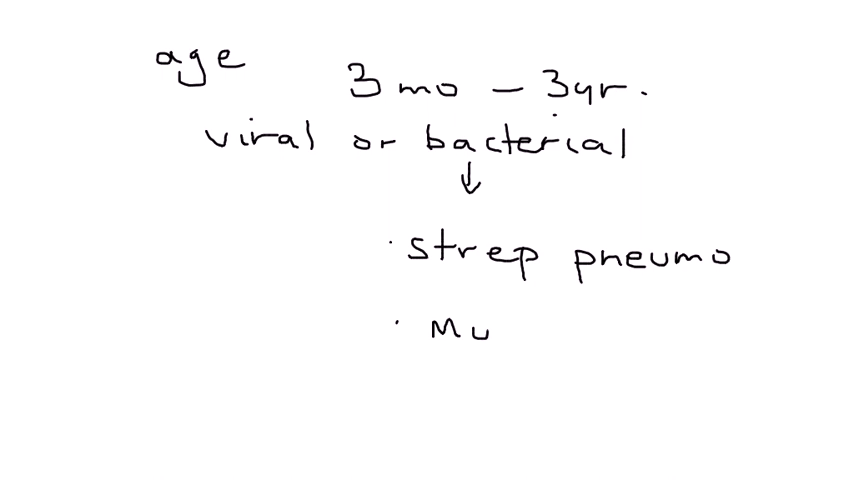 age 3 mo - 3 yr.
viral or bacterial
↓
· strep pneumo
· Mu